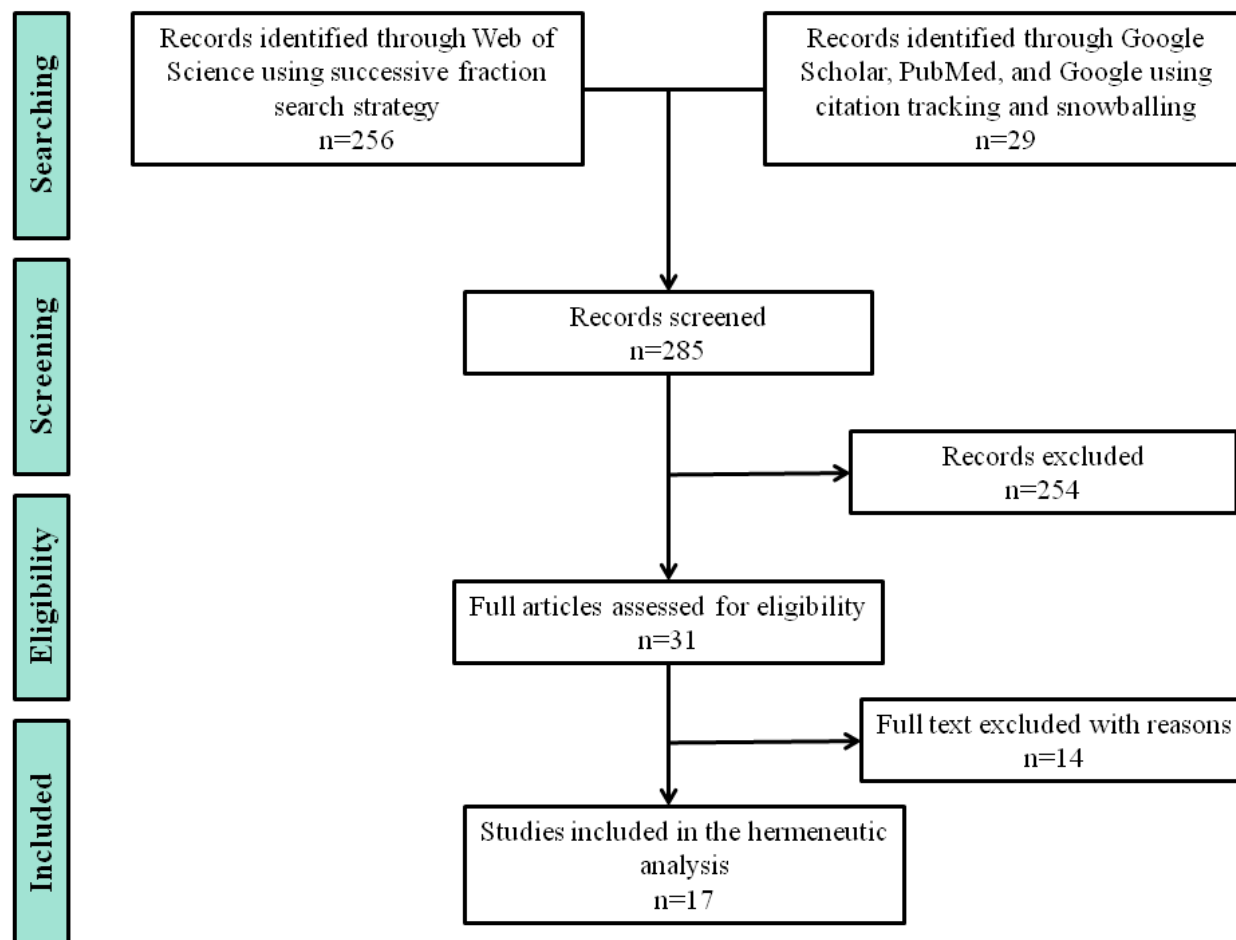 Searching
Records identified through Web of
Science using successive fraction
search strategy
n=256
Records identified through Google
Scholar, PubMed, and Google using
citation tracking and snowballing
n=29
Screening
Records screened
n=285
Records excluded
n=254
Eligibility
Full articles assessed for eligibility
n=31
Full text excluded with reasons
n=14
Included
Studies included in the hermeneutic
analysis
n=17